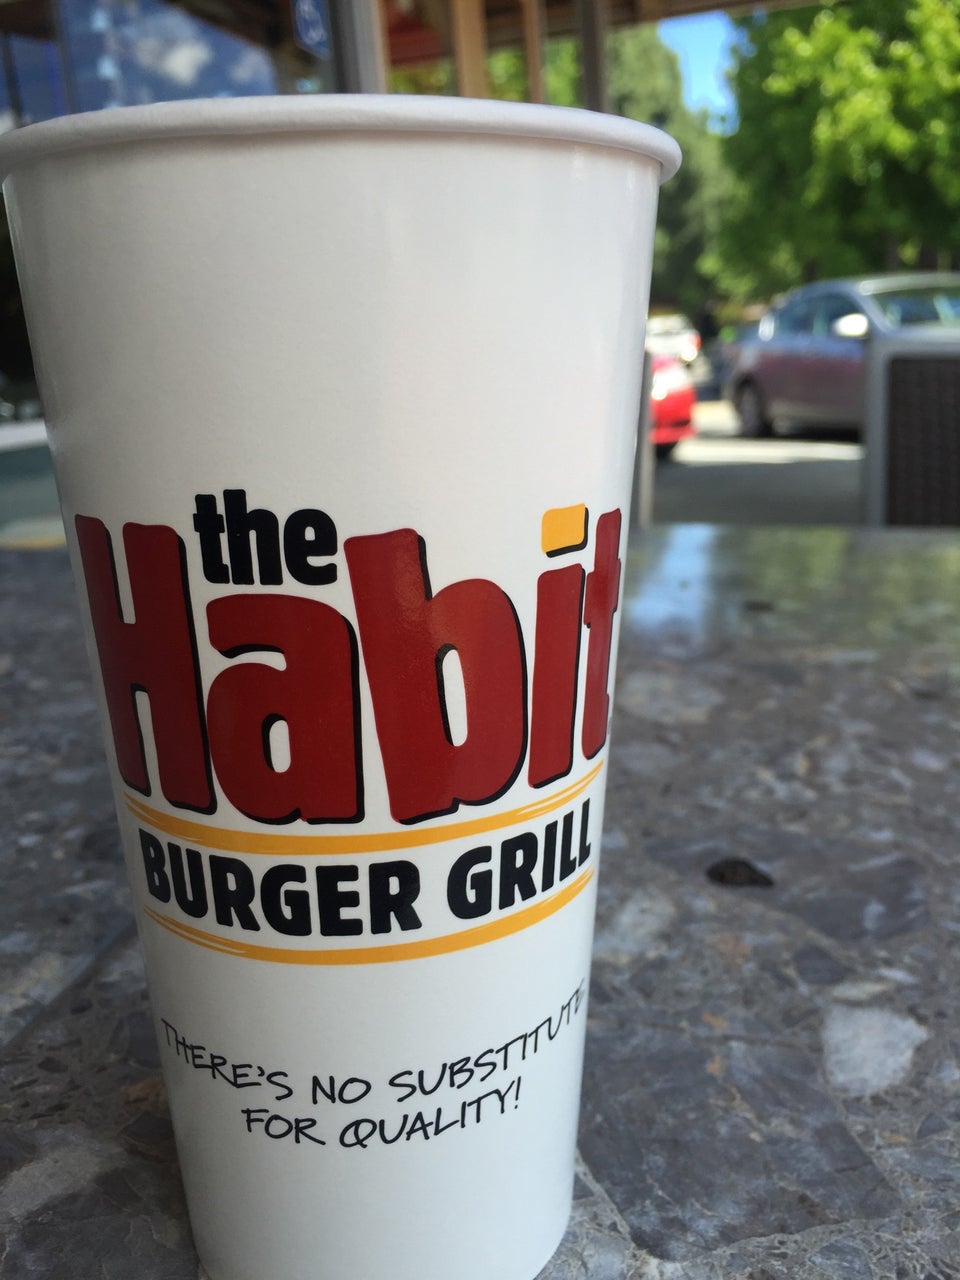 the
Habit
BURGER GRILL
THERE'S NO SUBSTITUTE
FOR QUALITY!